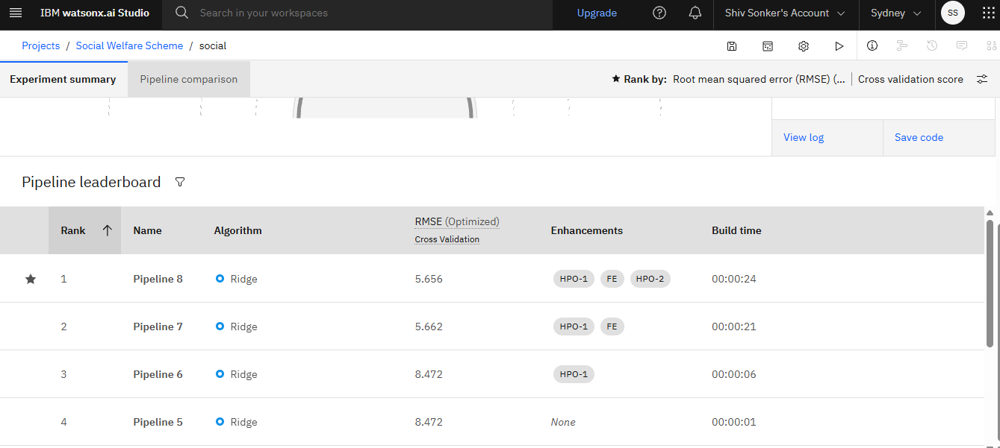 IBM watsonx.ai Studio Search in your workspaces Upgrade Shiv Sonker's Account Sydney SS
Projects / Social Welfare Scheme / social
Experiment summary Pipeline comparison ★ Rank by: Root mean squared error (RMSE) (... | Cross validation score
View log Save code
Pipeline leaderboard
Rank Name Algorithm RMSE (Optimized) Enhancements Build time
Cross Validation
1 Pipeline 8 Ridge 5.656 HPO-1 FE HPO-2 00:00:24
2 Pipeline 7 Ridge 5.662 HPO-1 FE 00:00:21
3 Pipeline 6 Ridge 8.472 HPO-1 00:00:06
4 Pipeline 5 Ridge 8.472 None 00:00:01